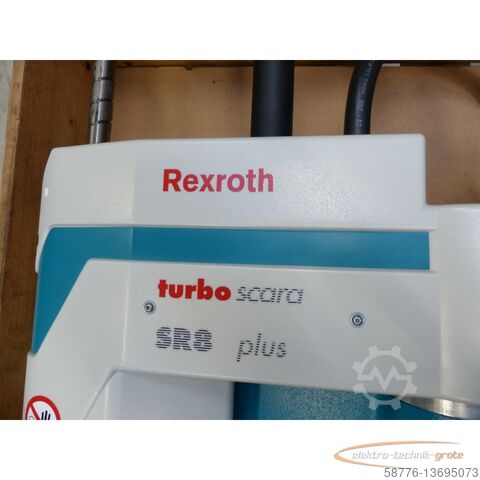 Rexroth
turbo scara
SR8 plus
elektro-technik-grote
58776-13695073